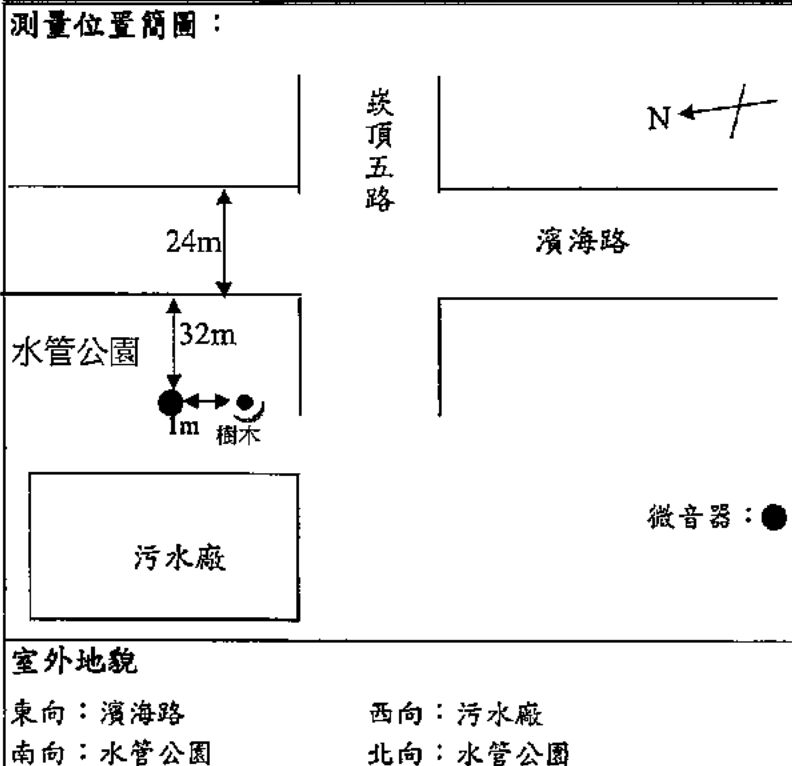 測量位置簡圖：
崁頂五路
N
24m
濱海路
32m
水管公園
1m
樹木
微音器：
污水廠
室外地貌
東向：濱海路 西向：污水廠
南向：水管公園 北向：水管公園